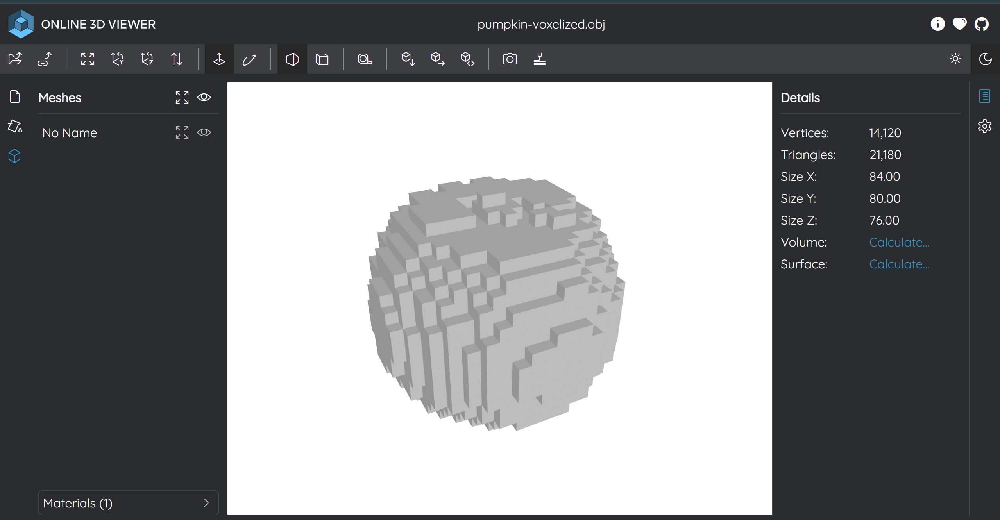 ONLINE 3D VIEWER
pumpkin-voxelized.obj
Meshes
No Name
Materials (1)
Details
Vertices: 14,120
Triangles: 21,180
Size X: 84.00
Size Y: 80.00
Size Z: 76.00
Volume: Calculate...
Surface: Calculate...